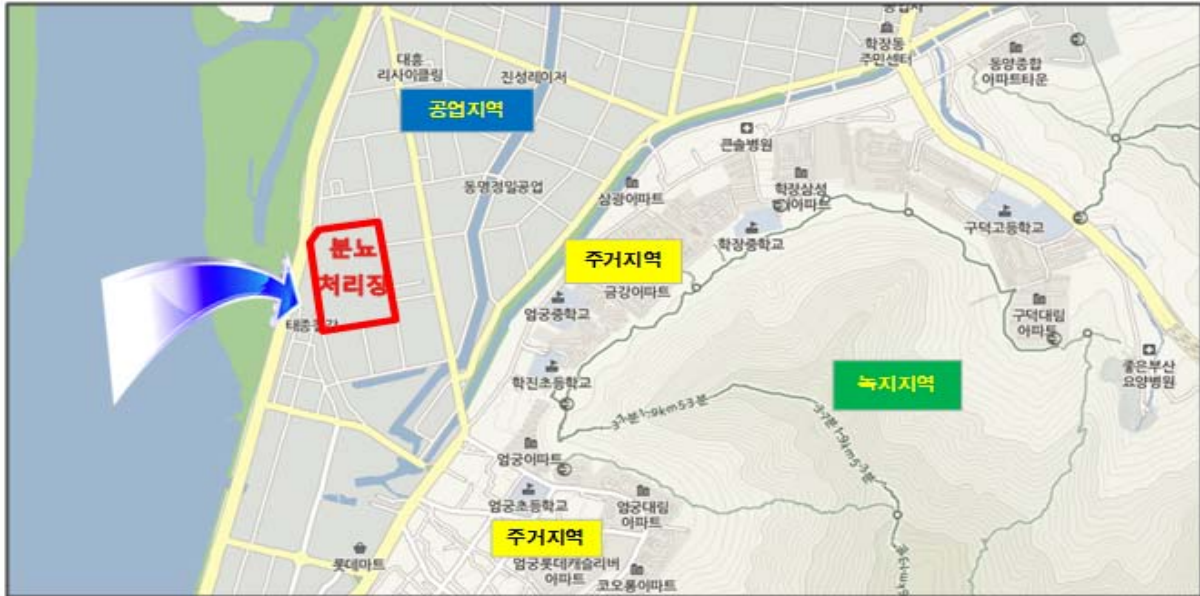 학장동
주민센터
동양종합
아파트타운
대흥
리사이클링
진성레이저
공업지역
큰솔병원
동명정밀공업
삼광아파트
학장삼성
아파트
학장중학교
구덕고등학교
분뇨
처리장
주거지역
금강아파트
엄궁중학교
구덕대림
아파트
학진초등학교
녹지지역
좋은부산
요양병원
엄궁아파트
엄궁초등학교
엄궁대림
아파트
주거지역
롯데마트
엄궁롯데캐슬리버
아파트
코오롱아파트